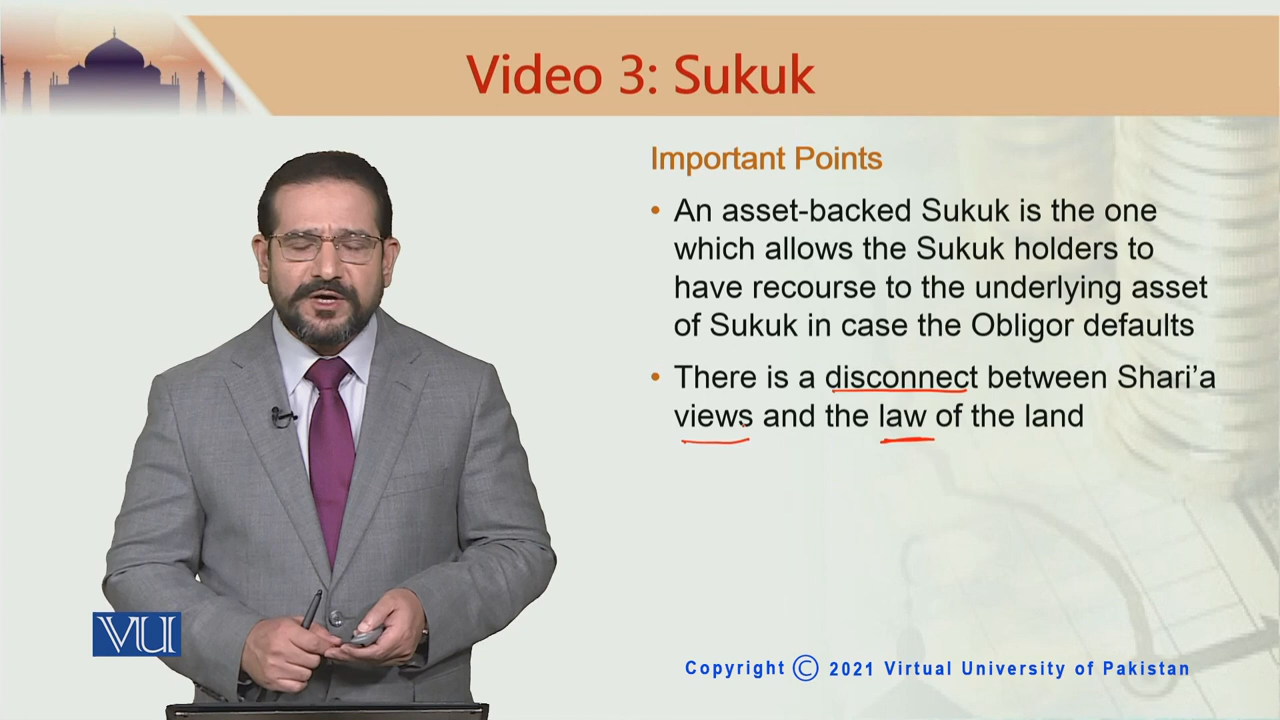 Video 3: Sukuk
Important Points
• An asset-backed Sukuk is the one
which allows the Sukuk holders to
have recourse to the underlying asset
of Sukuk in case the Obligor defaults
• There is a disconnect between Shari’a
views and the law of the land
VU
Copyright © 2021 Virtual University of Pakistan